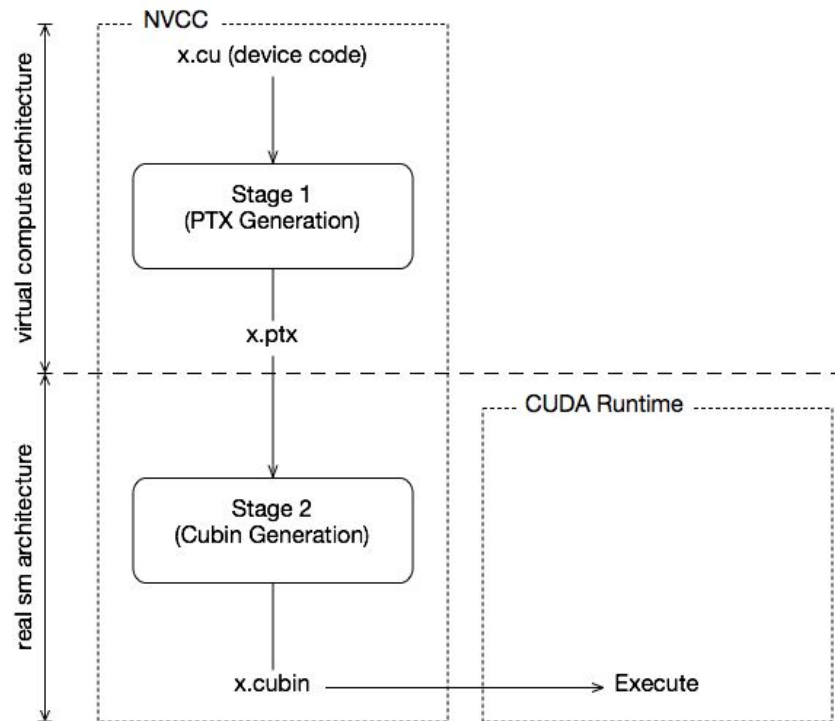 NVCC
x.cu (device code)
virtual compute architecture
Stage 1
(PTX Generation)
x.ptx
CUDA Runtime
real sm architecture
Stage 2
(Cubin Generation)
x.cubin
Execute